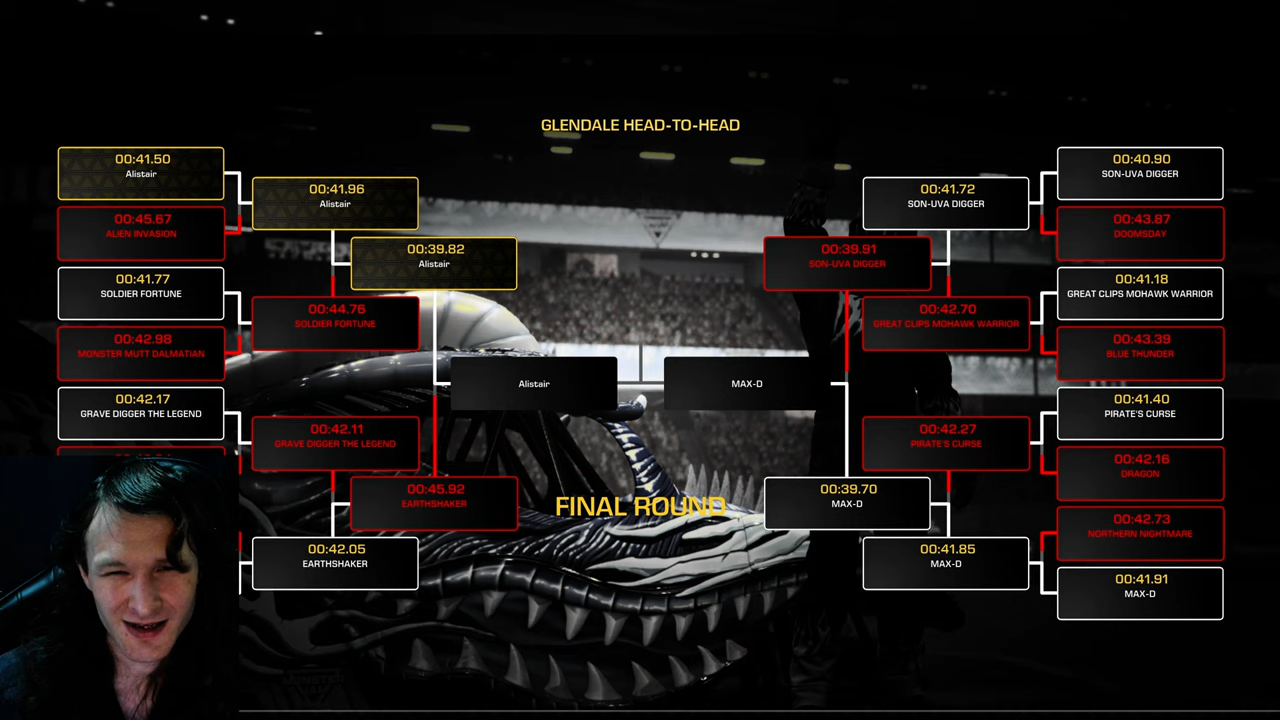 GLENDALE HEAD-TO-HEAD
00:41.50
Alistair
00:45.67
ALIEN INVASION
00:41.77
SOLDIER FORTUNE
00:42.98
MONSTER MUTT DALMATIAN
00:42.17
GRAVE DIGGER THE LEGEND
00:41.96
Alistair
00:44.76
SOLDIER FORTUNE
00:42.11
GRAVE DIGGER THE LEGEND
00:42.05
EARTHSHAKER
00:39.82
Alistair
00:45.92
EARTHSHAKER
Alistair
MAX-D
FINAL ROUND
00:39.91
SON-UVA DIGGER
00:39.70
MAX-D
00:41.72
SON-UVA DIGGER
00:42.70
GREAT CLIPS MOHAWK WARRIOR
00:42.27
PIRATE'S CURSE
00:41.85
MAX-D
00:40.90
SON-UVA DIGGER
00:43.87
DOOMSDAY
00:41.18
GREAT CLIPS MOHAWK WARRIOR
00:43.39
BLUE THUNDER
00:41.40
PIRATE'S CURSE
00:42.16
DRAGON
00:42.73
NORTHERN NIGHTMARE
00:41.91
MAX-D